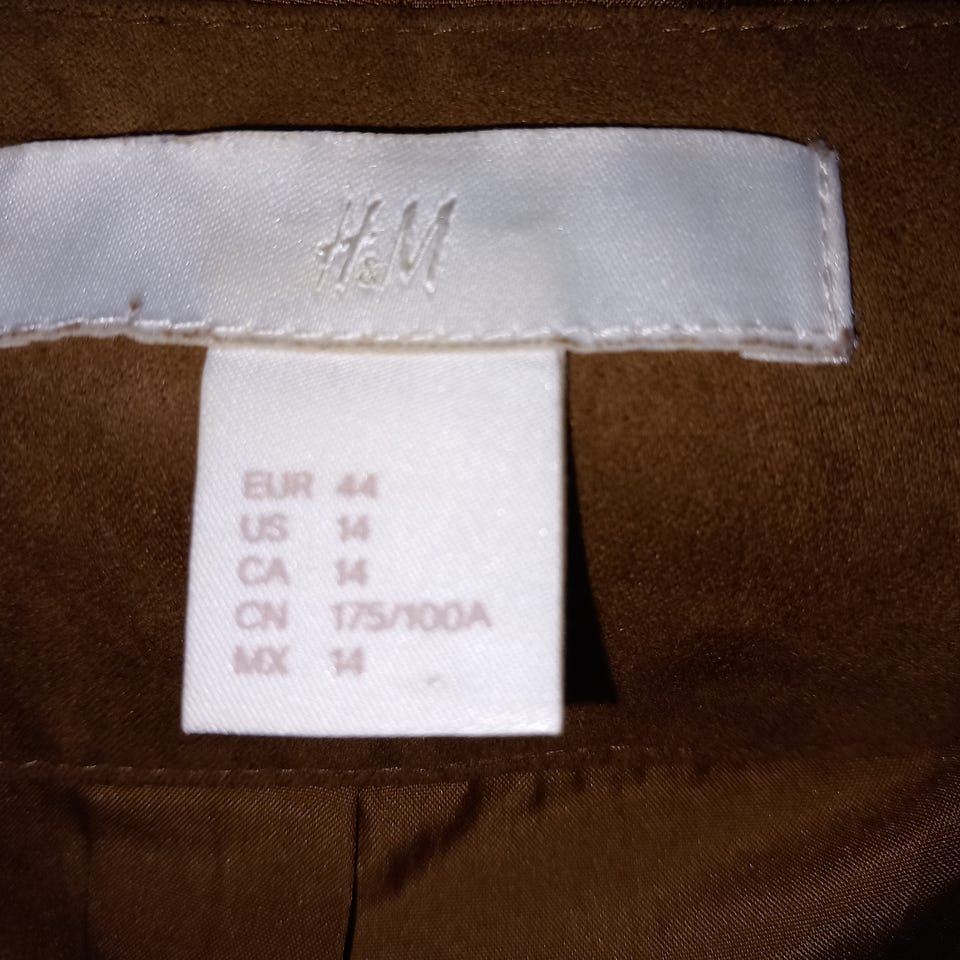 H&M
EUR 44
US 14
CA 14
CN 175/100A
MX 14